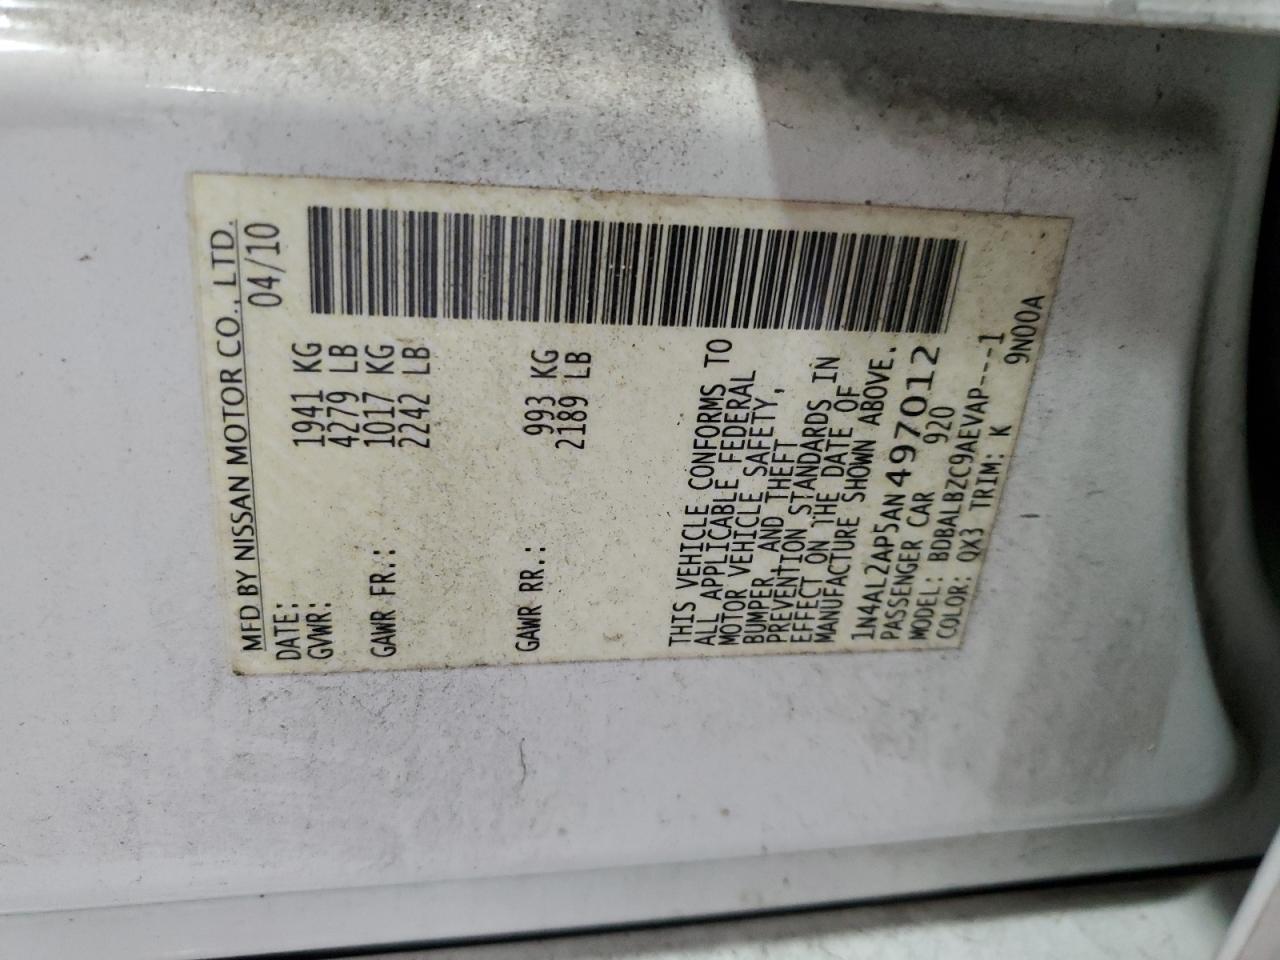 MFD BY NISSAN MOTOR CO., LTD.
DATE: 04/10
GVWR: 1941 KG
4279 LB
GAWR FR.: 1017 KG
2242 LB
GAWR RR.: 993 KG
2189 LB
THIS VEHICLE CONFORMS TO
ALL APPLICABLE FEDERAL
MOTOR VEHICLE SAFETY,
BUMPER, AND THEFT
PREVENTION STANDARDS IN
EFFECT ON THE DATE OF
MANUFACTURE SHOWN ABOVE.
1N4AL2AP5AN497012
PASSENGER CAR 920
MODEL: BDBALBZC9AEVAP---1
COLOR: QX3 TRIM: K 9N00A